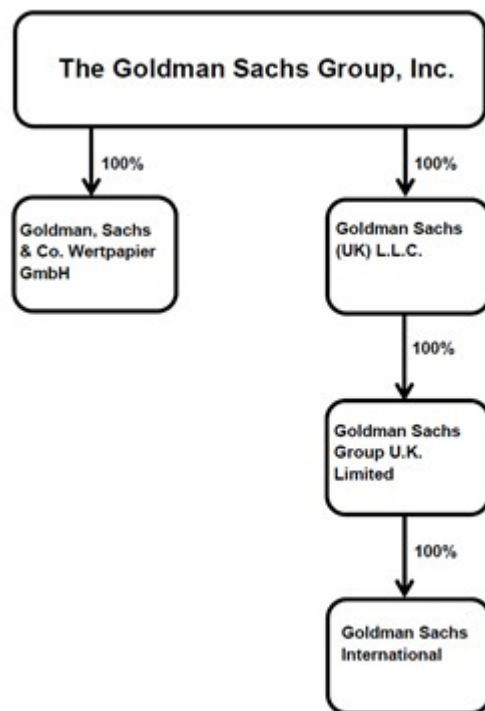 The Goldman Sachs Group, Inc.
100%
100%
Goldman, Sachs
& Co. Wertpapier
GmbH
Goldman Sachs
(UK) L.L.C.
100%
Goldman Sachs
Group U.K.
Limited
100%
Goldman Sachs
International